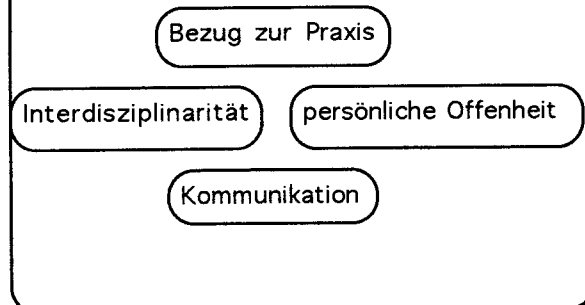 Bezug zur Praxis
Interdisziplinarität persönliche Offenheit
Kommunikation